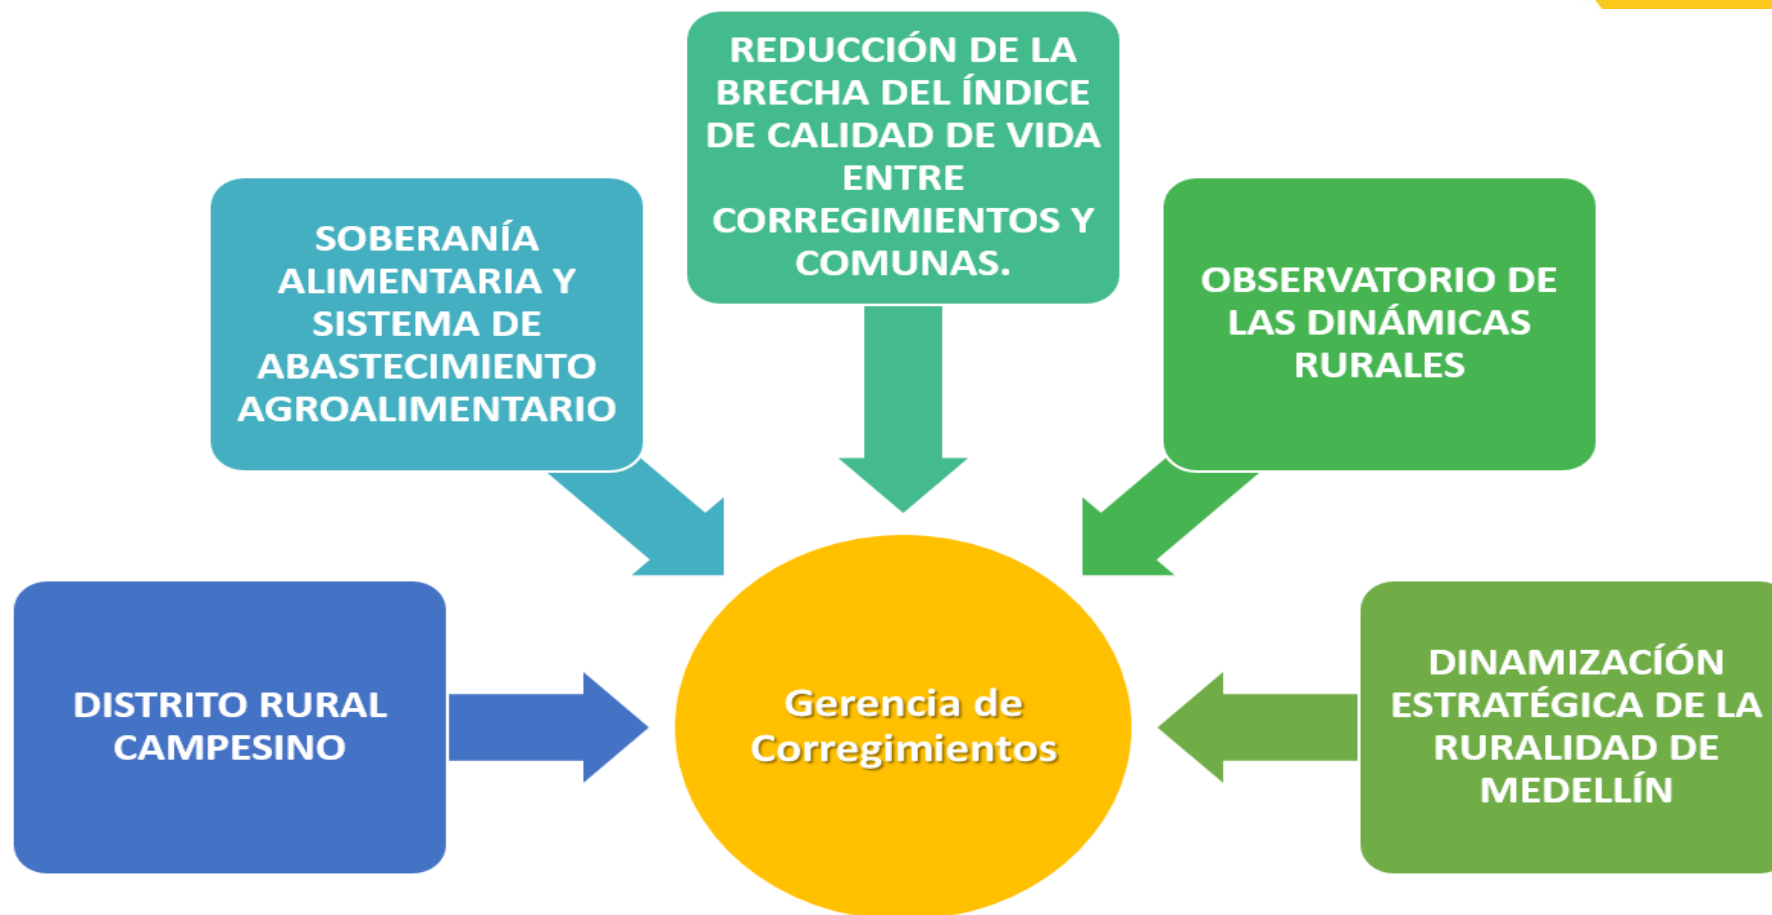 REDUCCIÓN DE LA
BRECHA DEL ÍNDICE
DE CALIDAD DE VIDA
ENTRE
CORREGIMIENTOS Y
COMUNAS.
SOBERANÍA
ALIMENTARIA Y
SISTEMA DE
ABASTECIMIENTO
AGROALIMENTARIO
OBSERVATORIO DE
LAS DINÁMICAS
RURALES
DISTRITO RURAL
CAMPESINO
Gerencia de
Corregimientos
DINAMIZACÍÓN
ESTRATÉGICA DE LA
RURALIDAD DE
MEDELLÍN